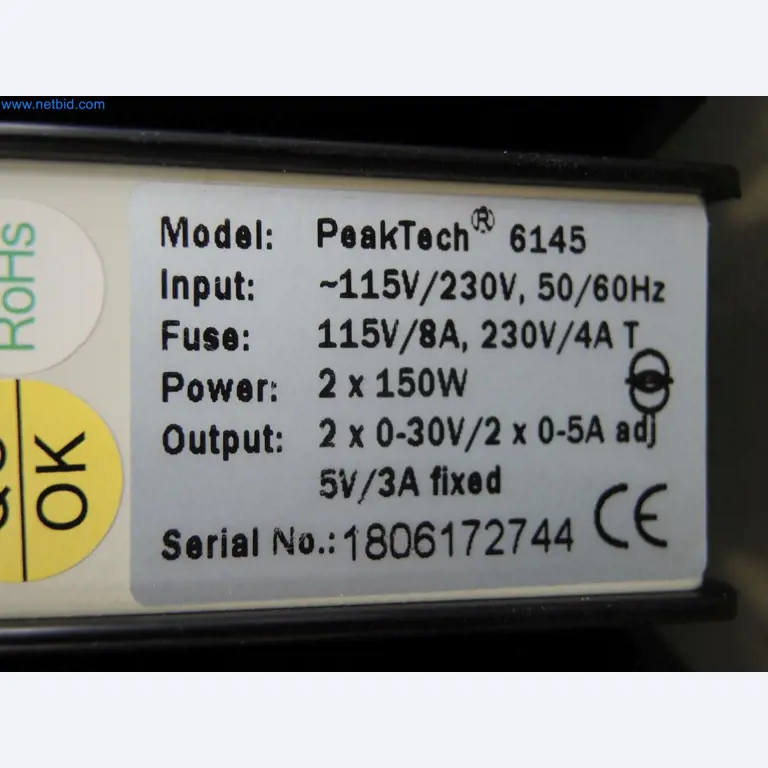 www.netbid.com
RoHs
OK
Model: PeakTech® 6145
Input: ~115V/230V, 50/60Hz
Fuse: 115V/8A, 230V/4A T
Power: 2 x 150W
Output: 2 x 0-30V/2 x 0-5A adj
5V/3A fixed
Serial No.: 1806172744 CE